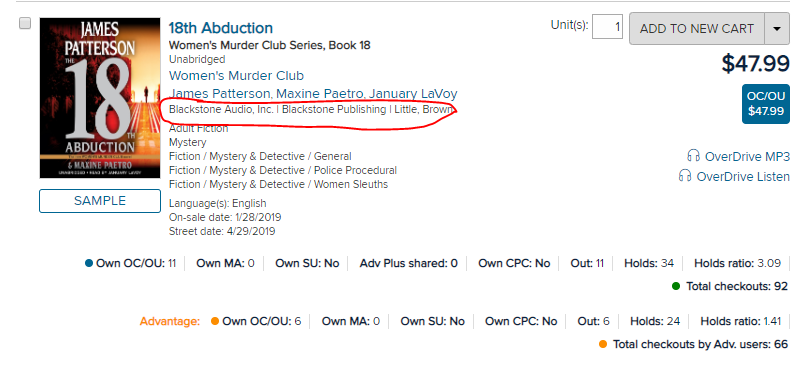 JAMES
PATTERSON
THE
18TH
ABDUCTION
& MAXINE PAETRO
SAMPLE
18th Abduction
Women's Murder Club Series, Book 18
Unabridged
Women's Murder Club
James Patterson, Maxine Paetro, January LaVoy
Blackstone Audio, Inc. | Blackstone Publishing | Little, Brown
Adult Fiction
Mystery
Fiction / Mystery & Detective / General
Fiction / Mystery & Detective / Police Procedural
Fiction / Mystery & Detective / Women Sleuths
Language(s): English
On-sale date: 1/28/2019
Street date: 4/29/2019
Unit(s): 1 ADD TO NEW CART
$47.99
OC/OU
$47.99
OverDrive MP3
OverDrive Listen
Own OC/OU: 11 Own MA: 0 Own SU: No Adv Plus shared: 0 Own CPC: No Out: 11 Holds: 34 Holds ratio: 3.09
Total checkouts: 92
Advantage: Own OC/OU: 6 Own MA: 0 Own SU: No Own CPC: No Out: 6 Holds: 24 Holds ratio: 1.41
Total checkouts by Adv. users: 66